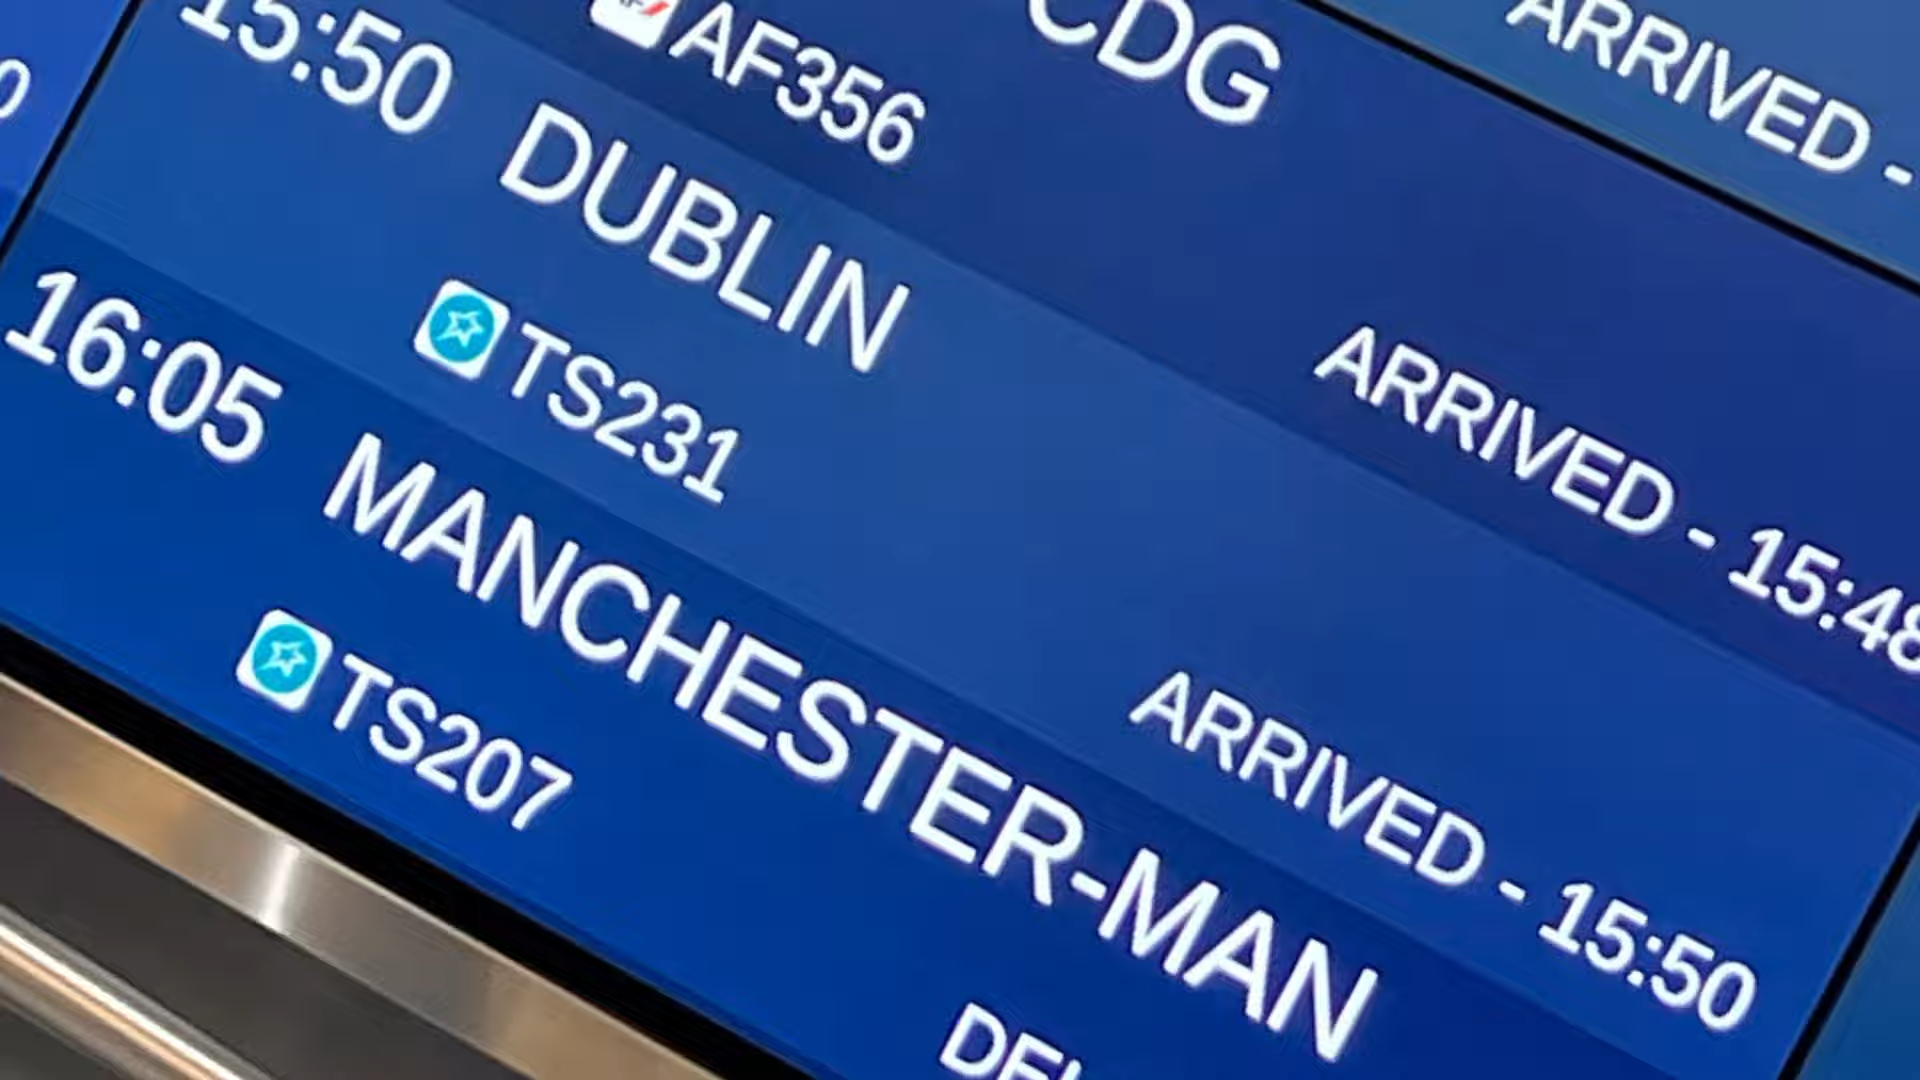 ARRIVED -
CDG
AF356 ARRIVED - 15:48
15:50 DUBLIN
TS231 ARRIVED - 15:50
16:05 MANCHESTER-MAN
TS207